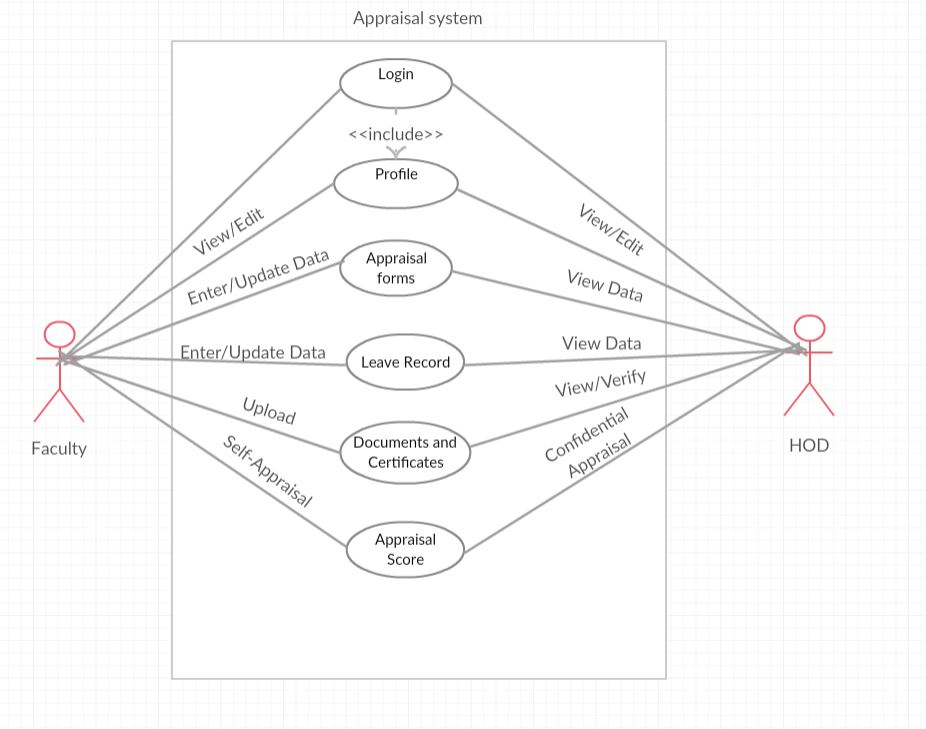 Appraisal system
Login
<<include>>
Profile
View/Edit
View/Edit
Enter/Update Data
Appraisal
forms
View Data
Enter/Update Data
Leave Record
View Data
View/Verify
Upload
Documents and
Certificates
Confidential
Appraisal
Faculty
HOD
Self-Appraisal
Appraisal
Score